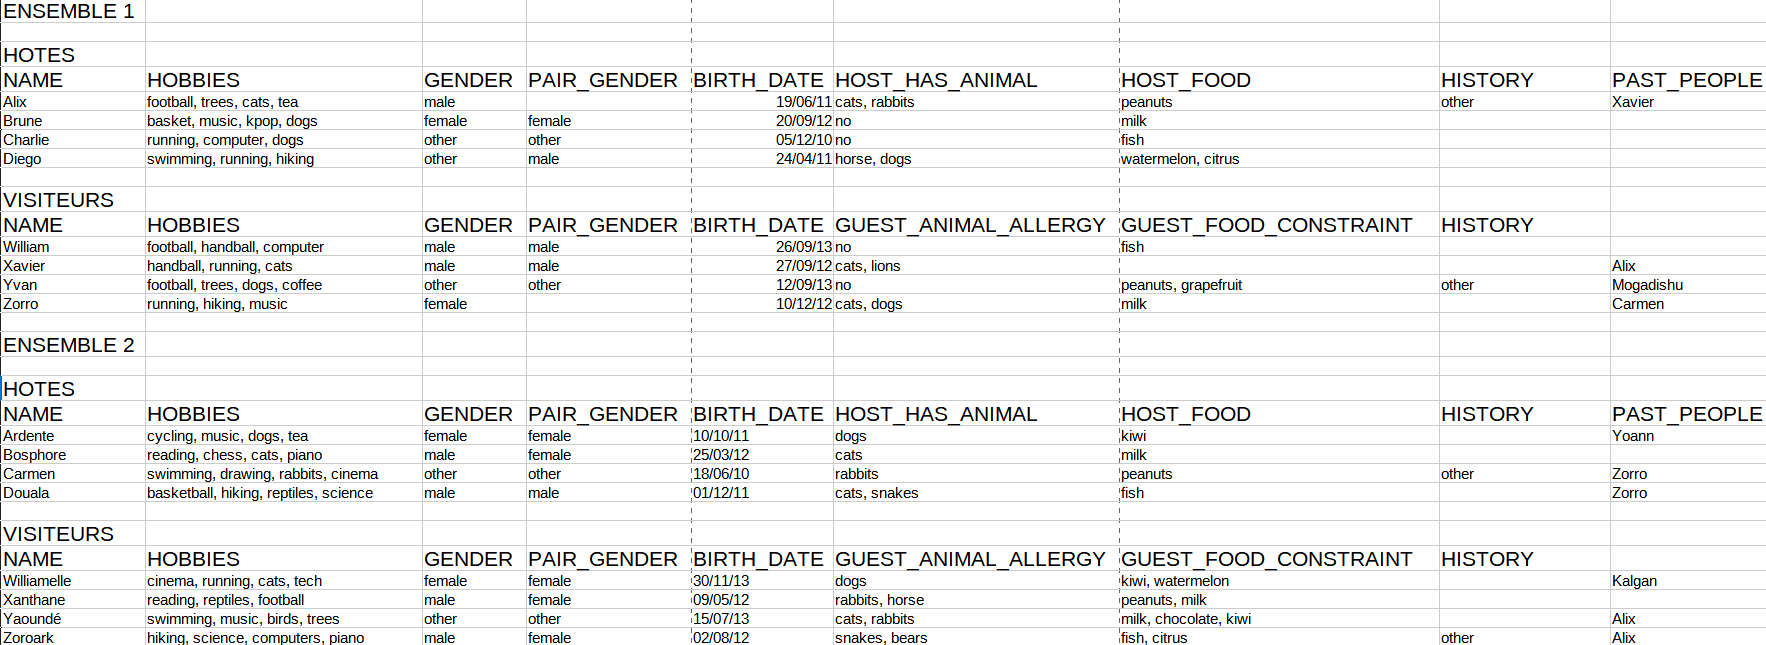 ENSEMBLE 1
HOTES
NAME HOBBIES GENDER PAIR_GENDER BIRTH_DATE HOST_HAS_ANIMAL HOST_FOOD HISTORY PAST_PEOPLE
Alix football, trees, cats, tea male 19/06/11 cats, rabbits peanuts other Xavier
Brune basket, music, kpop, dogs female female 20/09/12 no milk
Charlie running, computer, dogs other other 05/12/10 no fish
Diego swimming, running, hiking other male 24/04/11 horse, dogs watermelon, citrus
VISITEURS
NAME HOBBIES GENDER PAIR_GENDER BIRTH_DATE GUEST_ANIMAL_ALLERGY GUEST_FOOD_CONSTRAINT HISTORY
William football, handball, computer male male 26/09/13 no fish
Xavier handball, running, cats male male 27/09/12 cats, lions Alix
Yvan football, trees, dogs, coffee other other 12/09/13 no peanuts, grapefruit other Mogadishu
Zorro running, hiking, music female 10/12/12 cats, dogs milk Carmen
ENSEMBLE 2
HOTES
NAME HOBBIES GENDER PAIR_GENDER BIRTH_DATE HOST_HAS_ANIMAL HOST_FOOD HISTORY PAST_PEOPLE
Ardente cycling, music, dogs, tea female female 10/10/11 dogs kiwi Yoann
Bosphore reading, chess, cats, piano male female 25/03/12 cats milk
Carmen swimming, drawing, rabbits, cinema other other 18/06/10 rabbits peanuts other Zorro
Douala basketball, hiking, reptiles, science male male 01/12/11 cats, snakes fish Zorro
VISITEURS
NAME HOBBIES GENDER PAIR_GENDER BIRTH_DATE GUEST_ANIMAL_ALLERGY GUEST_FOOD_CONSTRAINT HISTORY
Williamelle cinema, running, cats, tech female female 30/11/13 dogs kiwi, watermelon Kalgan
Xanthane reading, reptiles, football male female 09/05/12 rabbits, horse peanuts, milk
Yaoundé swimming, music, birds, trees other other 15/07/13 cats, rabbits milk, chocolate, kiwi Alix
Zoroark hiking, science, computers, piano male female 02/08/12 snakes, bears fish, citrus other Alix